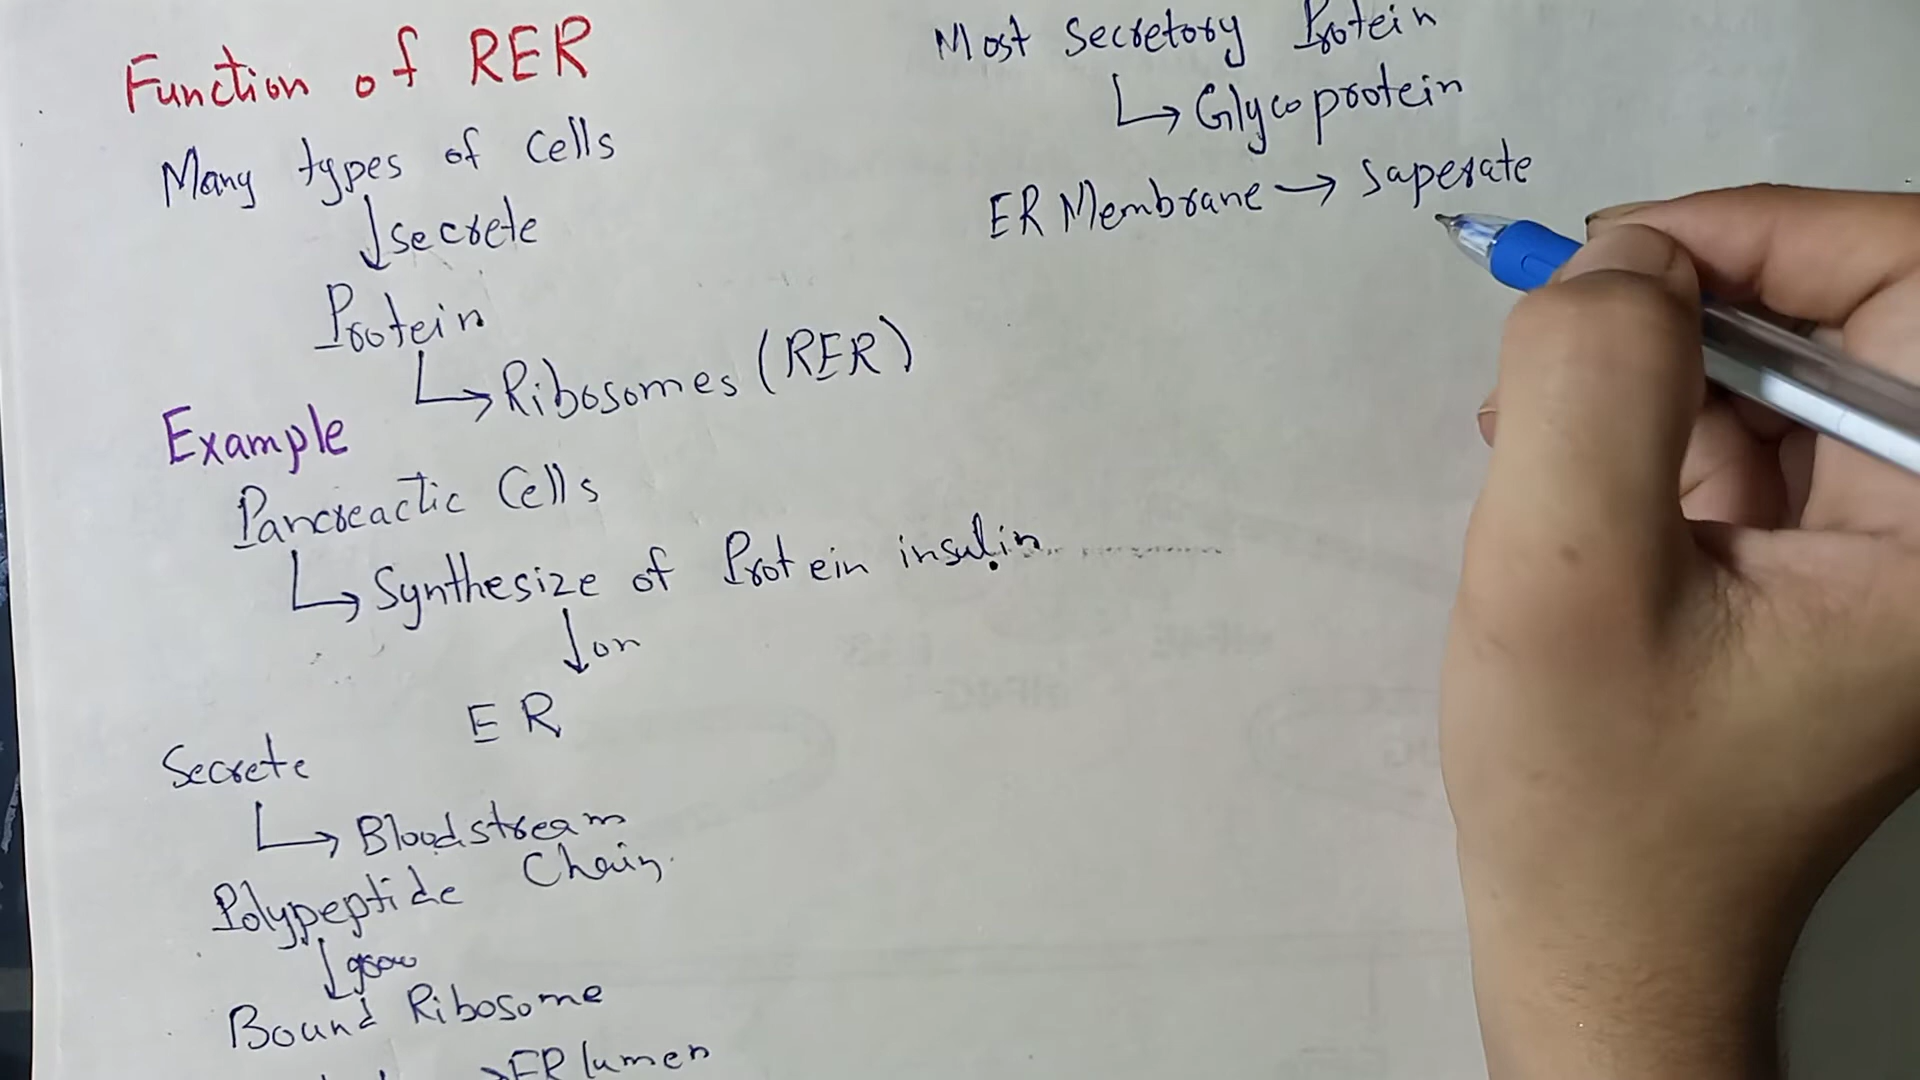 Function of RER
Many types of cells
secrete
Protein
Ribosomes (RER)
Example
Pancreactic Cells
Synthesize of Protein insulin
on
ER
Secrete
Bloodstream
Polypeptide Chain
grow
Bound Ribosome
ER lumen
Most Secretory Protein
Glycoprotein
ER Membrane → Saperate